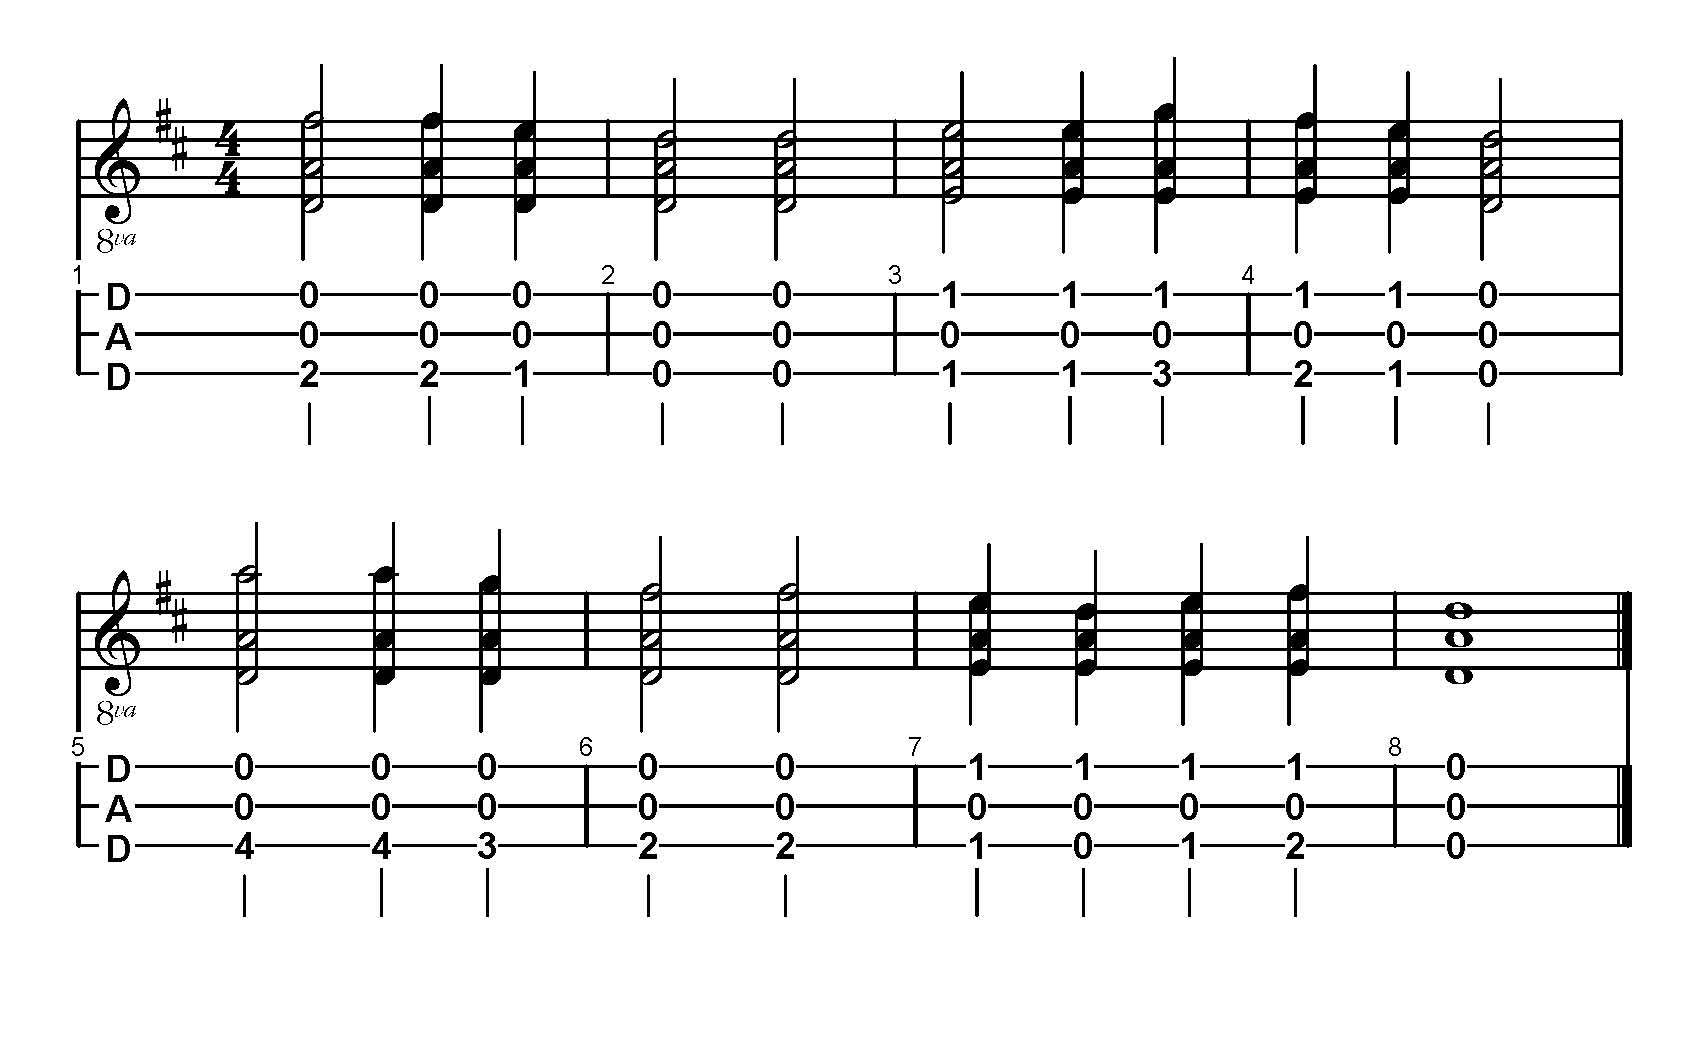 4
4
8va
1 2 3 4
D 0 0 0 0 0 1 1 1 1 1 0
A 0 0 0 0 0 0 0 0 0 0 0
D 2 2 1 0 0 1 1 3 2 1 0
8va
5 6 7 8
D 0 0 0 0 0 1 1 1 1 0
A 0 0 0 0 0 0 0 0 0 0
D 4 4 3 2 2 1 0 1 2 0